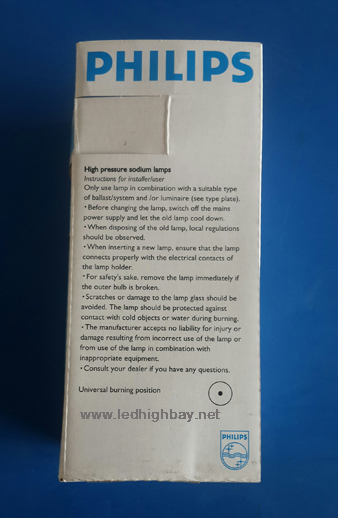 PHILIPS
High pressure sodium lamps
Instructions for installer/user
Only use lamp in combination with a suitable type
of ballast/system and /or luminaire (see type plate).
• Before changing the lamp, switch off the mains
power supply and let the old lamp cool down.
• When disposing of the old lamp, local regulations
should be observed.
• When inserting a new lamp, ensure that the lamp
connects properly with the electrical contacts of
the lamp holder.
• For safety's sake, remove the lamp immediately if
the outer bulb is broken.
• Scratches or damage to the lamp glass should be
avoided. The lamp should be protected against
contact with cold objects or water during burning.
• The manufacturer accepts no liability for injury or
damage resulting from incorrect use of the lamp or
from use of the lamp in combination with
inappropriate equipment.
• Consult your dealer if you have any questions.
Universal burning position
www.ledhighbay.net
PHILIPS